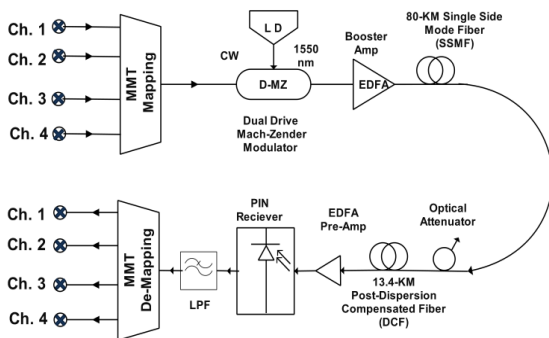 Ch. 1
Ch. 2
Ch. 3
Ch. 4
MMT
Mapping
CW
L D
1550
nm
D-MZ
Dual Drive
Mach-Zender
Modulator
Booster
Amp
EDFA
80-KM Single Side
Mode Fiber
(SSMF)
Ch. 1
Ch. 2
Ch. 3
Ch. 4
MMT
De-Mapping
LPF
PIN
Reciever
EDFA
Pre-Amp
Optical
Attenuator
13.4-KM
Post-Dispersion
Compensated Fiber
(DCF)